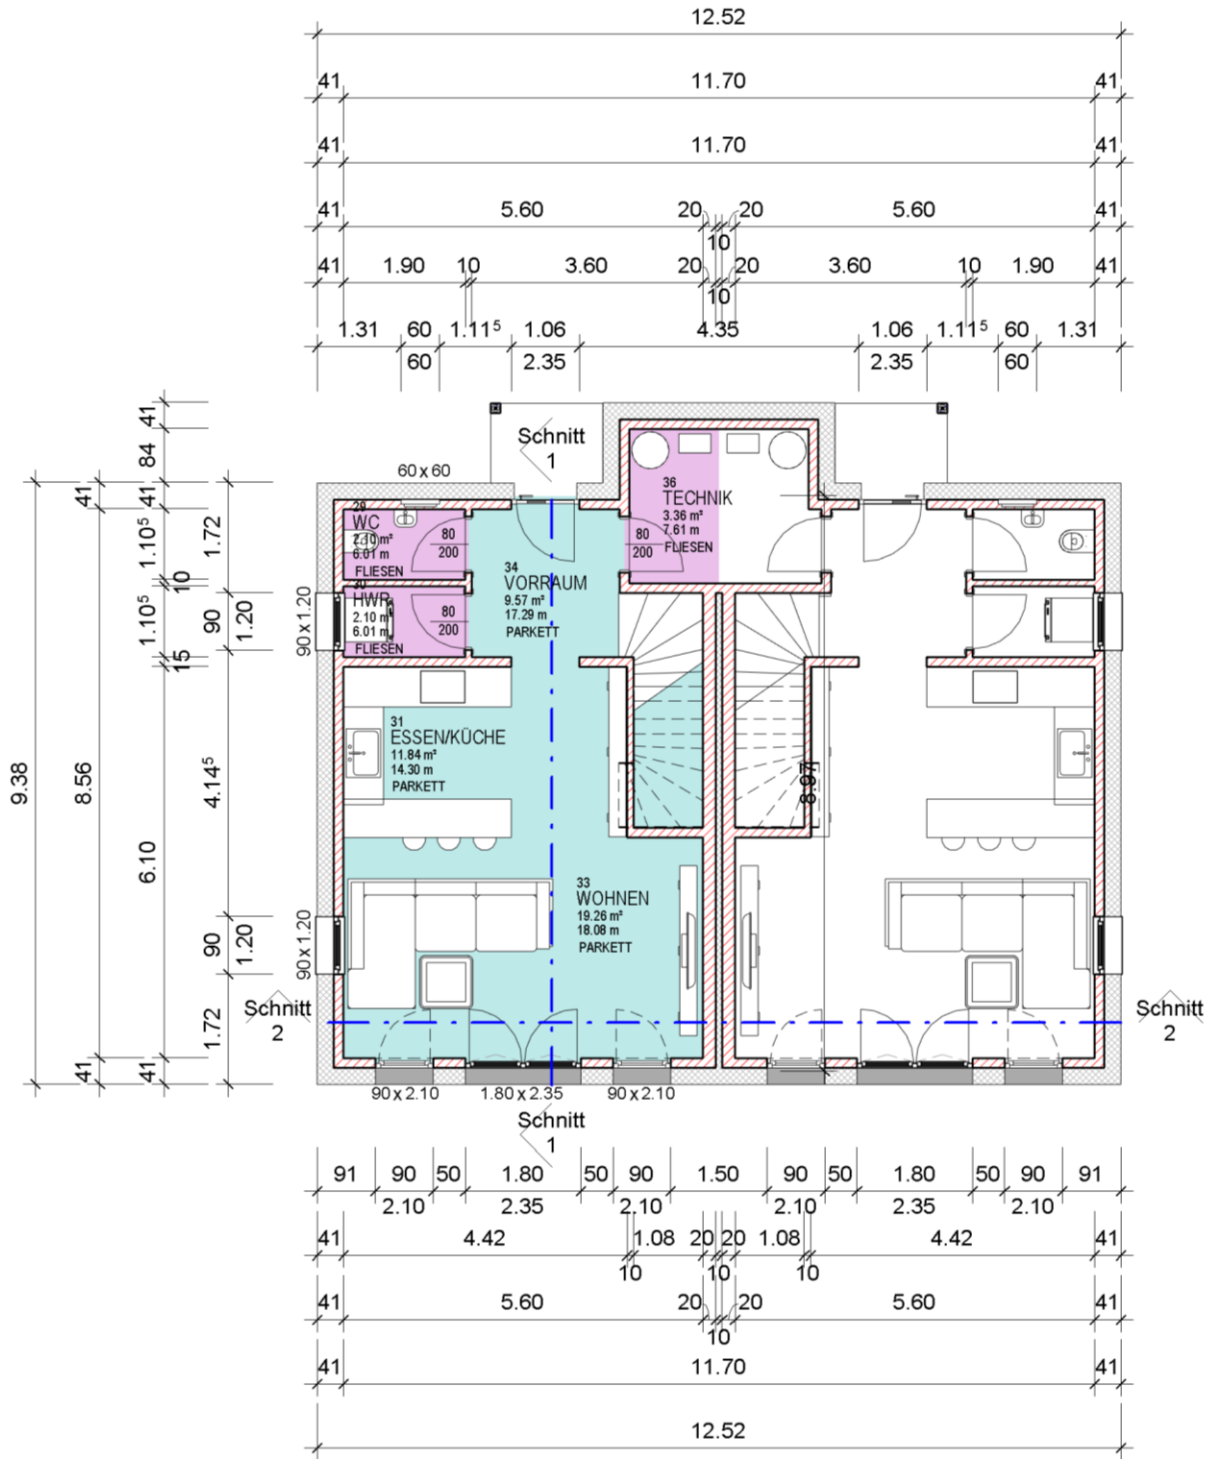 12.52
41 11.70 41
41 11.70 41
41 5.60 20 20 5.60 41
10
41 1.90 10 3.60 20 20 3.60 10 1.90 41
10
1.31 60 1.11⁵ 1.06 4.35 1.06 1.11⁵ 60 1.31
60 2.35 2.35 60
41
84
41
1.10⁵
10
1.10⁵
15
6.10
41
9.38
41
8.56
41
1.72
90
1.20
4.14⁵
90
1.20
1.72
Schnitt
1
60 x 60
29
WC
2.10 m²
6.01 m
FLIESEN
80
200
30
HWR
2.10 m²
6.01 m
FLIESEN
80
200
90 x 1.20
34
VORRAUM
9.57 m²
17.29 m
PARKETT
36
TECHNIK
3.36 m²
7.61 m
FLIESEN
80
200
31
ESSEN/KÜCHE
11.84 m²
14.30 m
PARKETT
8.97
33
WOHNEN
19.26 m²
18.08 m
PARKETT
90 x 1.20
Schnitt
2
Schnitt
2
90 x 2.10 1.80 x 2.35 90 x 2.10
Schnitt
1
91 90 50 1.80 50 90 1.50 90 50 1.80 50 90 91
2.10 2.35 2.10 2.10 2.35 2.10
41 4.42 1.08 20 20 1.08 4.42 41
10 10 10
41 5.60 20 20 5.60 41
10
41 11.70 41
12.52